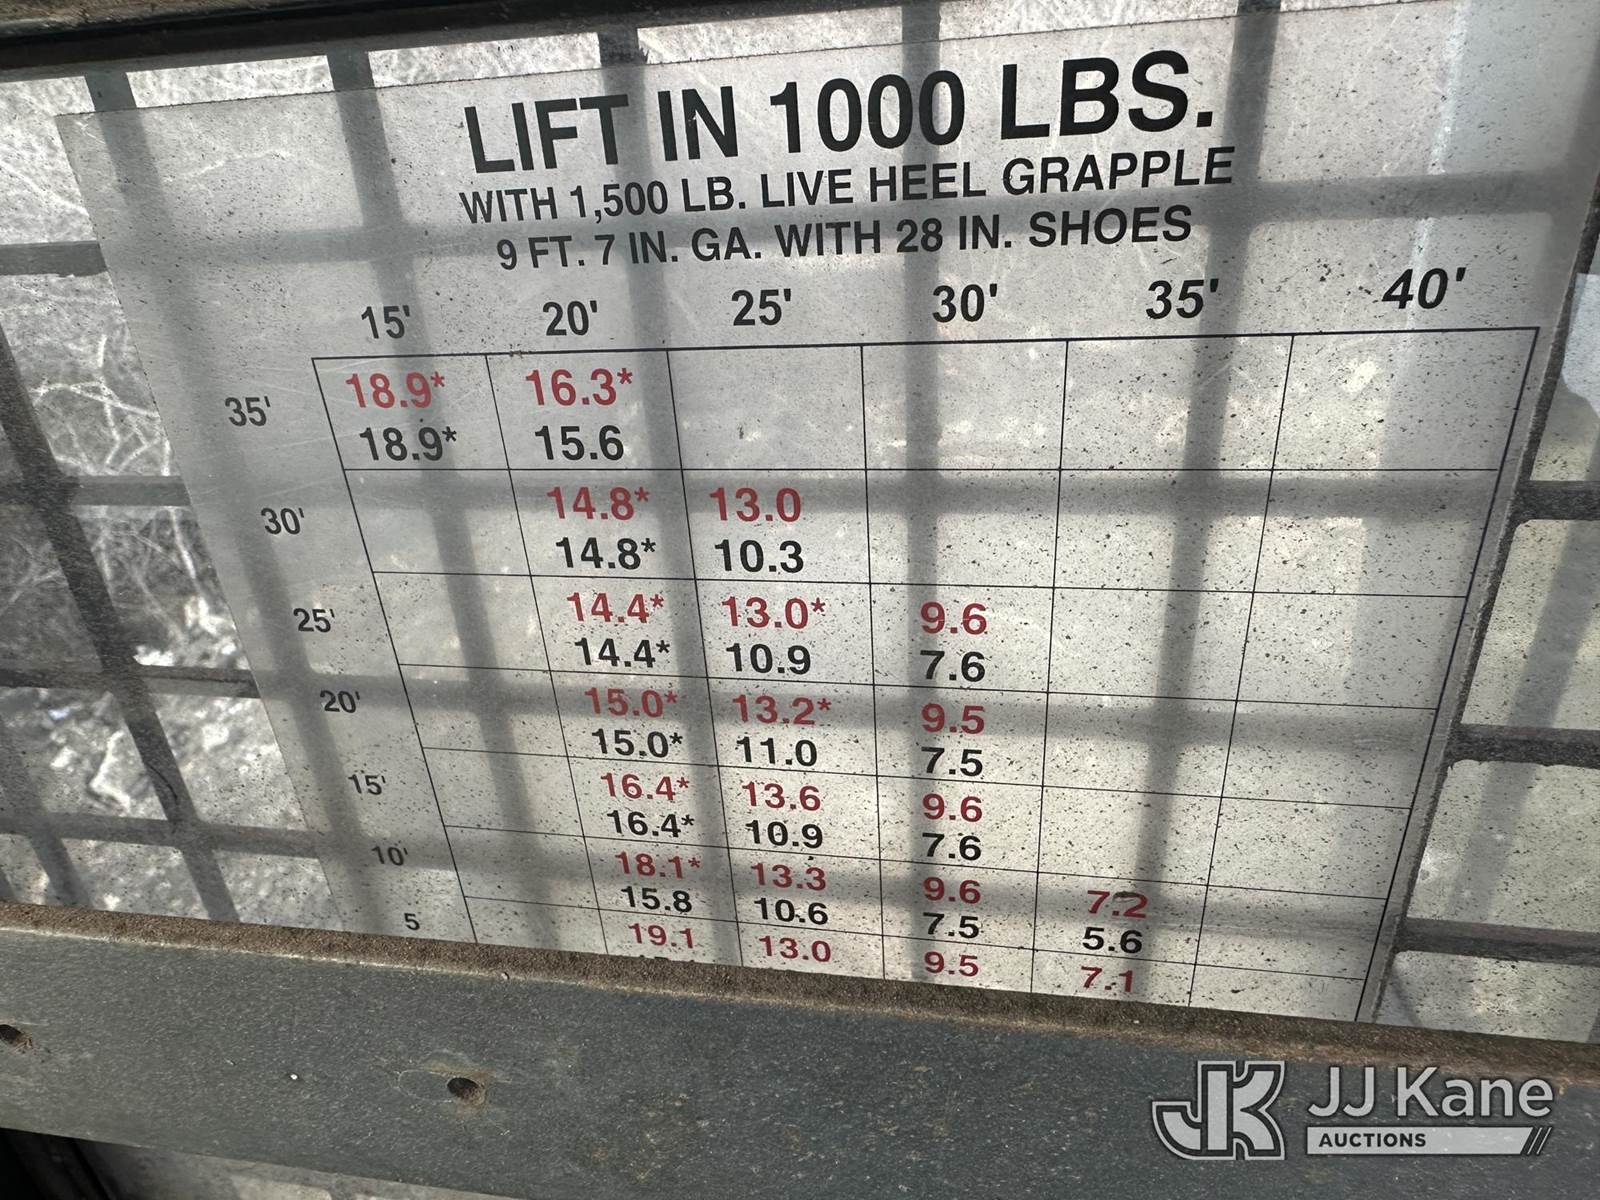 LIFT IN 1000 LBS.
WITH 1,500 LB. LIVE HEEL GRAPPLE
9 FT. 7 IN. GA. WITH 28 IN. SHOES
15' 20' 25' 30' 35' 40'
35'
18.9* 16.3*
18.9* 15.6
30'
14.8* 13.0
14.8* 10.3
25'
14.4* 13.0* 9.6
14.4* 10.9 7.6
20'
15.0* 13.2* 9.5
15.0* 11.0 7.5
15'
16.4* 13.6 9.6
16.4* 10.9 7.6
10'
18.1* 13.3 9.6 7.2
15.8 10.6 7.5 5.6
5
19.1 13.0 9.5 7.1
JK JJ Kane
AUCTIONS